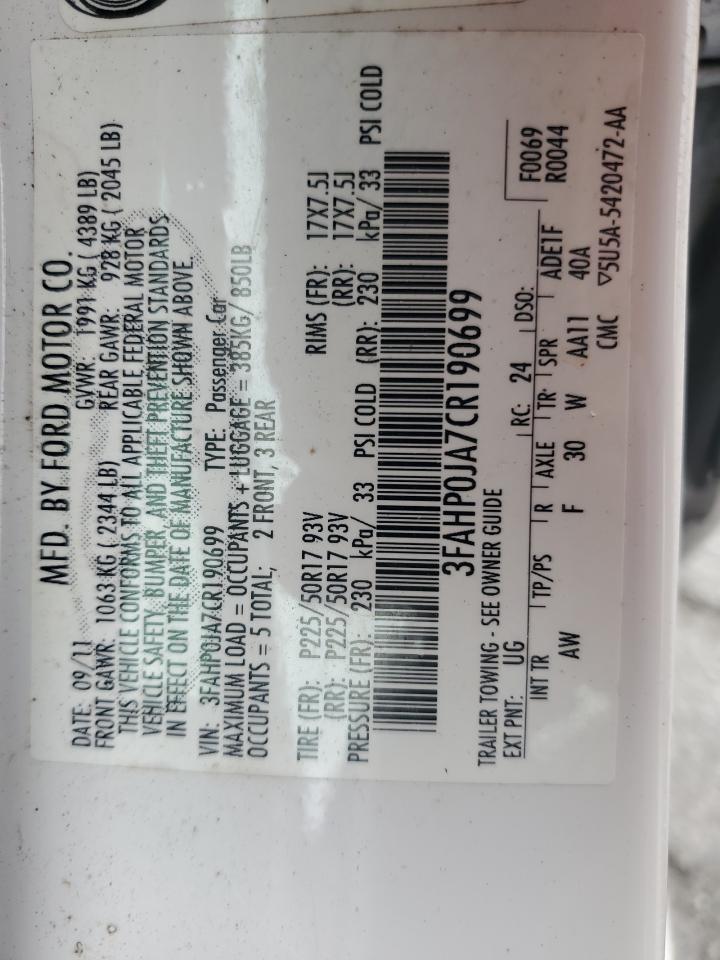 MFD. BY FORD MOTOR CO.
DATE: 09/11 GVWR: 1991 KG ( 4389 LB)
FRONT GAWR: 1063 KG ( 2344 LB) REAR GAWR: 928 KG ( 2045 LB)
THIS VEHICLE CONFORMS TO ALL APPLICABLE FEDERAL MOTOR
VEHICLE SAFETY, BUMPER, AND THEFT PREVENTION STANDARDS
IN EFFECT ON THE DATE OF MANUFACTURE SHOWN ABOVE.
VIN: 3FAHP0JA7CR190699 TYPE: Passenger Car
MAXIMUM LOAD = OCCUPANTS + LUGGAGE = 385KG/ 850LB
OCCUPANTS = 5 TOTAL; 2 FRONT, 3 REAR
TIRE (FR): P225/50R17 93V RIMS (FR): 17X7.5J
(RR): P225/50R17 93V (RR): 17X7.5J
PRESSURE (FR): 230 kPa/ 33 PSI COLD (RR): 230 kPa/ 33 PSI COLD
3FAHP0JA7CR190699
TRAILER TOWING - SEE OWNER GUIDE F0069
EXT PNT: UG RC: 24 DSO: R0044
INT TR TP/PS R AXLE TR SPR ADE1F
AW F 30 W AA11 40A
CMC ▽5U5A-5420472-AA